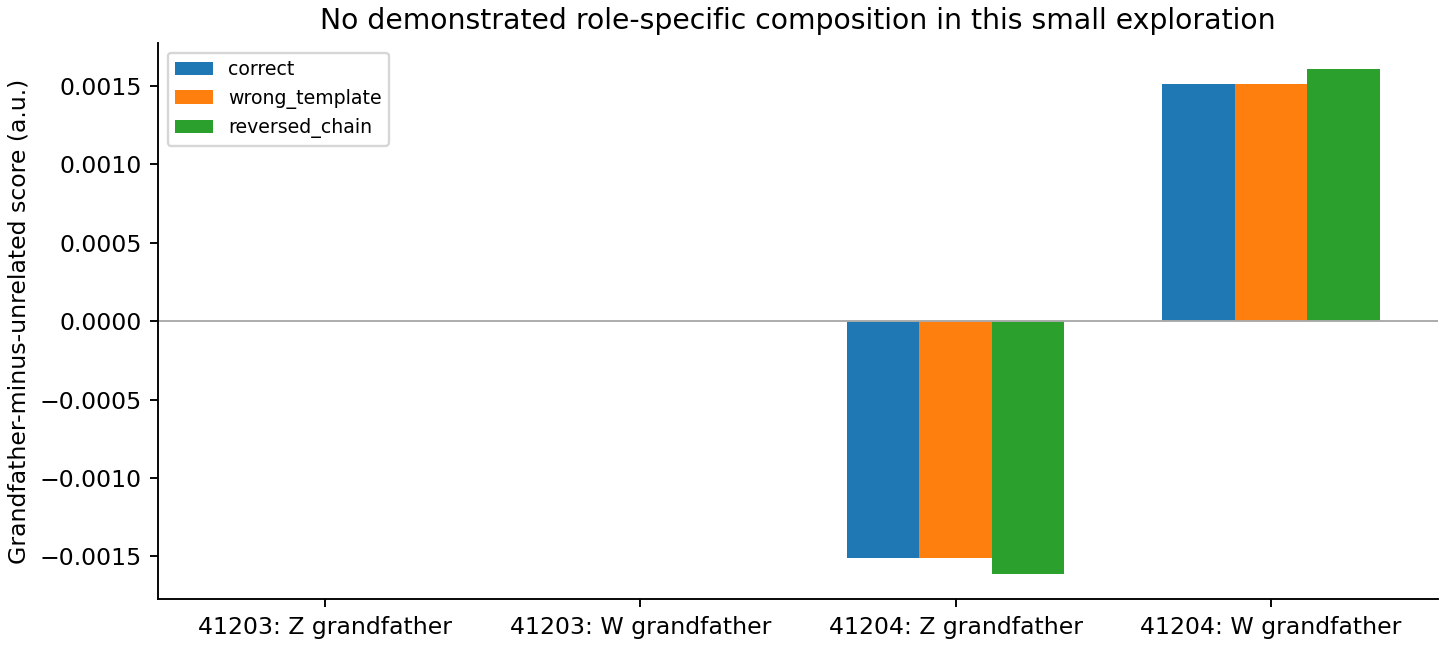 No demonstrated role-specific composition in this small exploration
Grandfather-minus-unrelated score (a.u.)
correct
wrong_template
reversed_chain
0.0015
0.0010
0.0005
0.0000
−0.0005
−0.0010
−0.0015
41203: Z grandfather
41203: W grandfather
41204: Z grandfather
41204: W grandfather